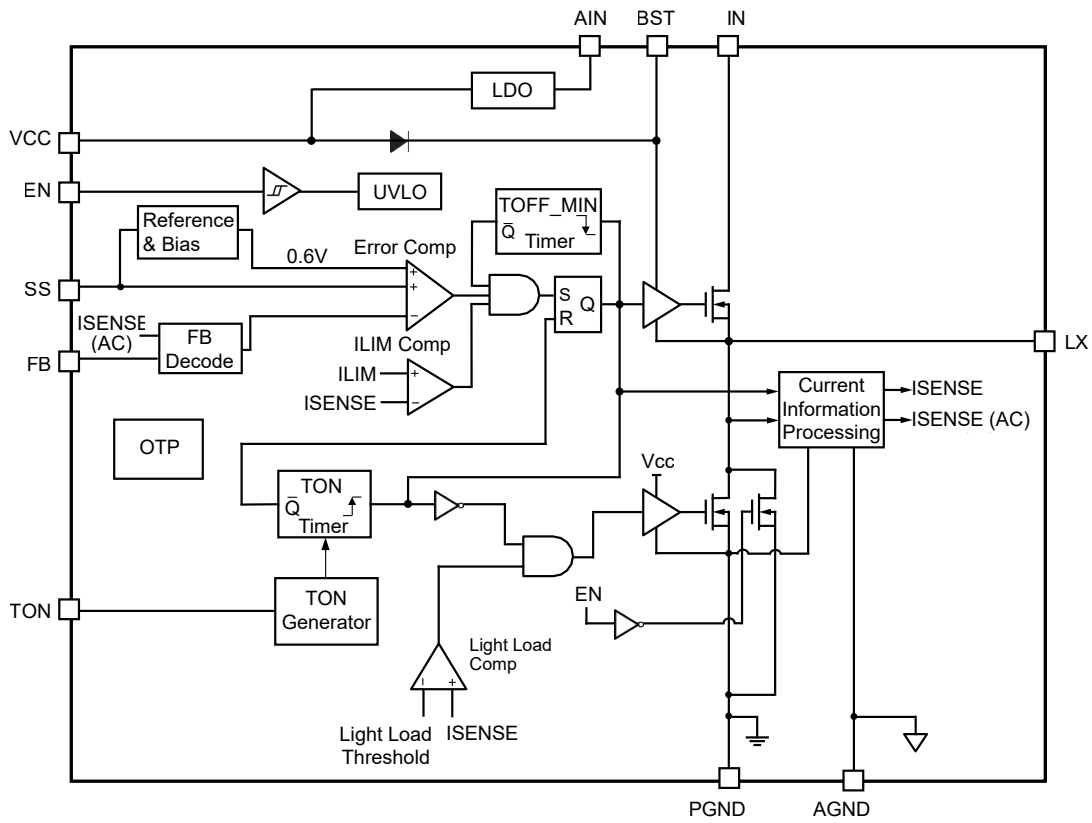 AIN
BST
IN
LDO
VCC
EN
UVLO
TOFF_MIN
Q̅
Timer
Reference
& Bias
0.6V
Error Comp
+
+
−
SS
S
Q
R
ISENSE
(AC)
FB
Decode
FB
ILIM Comp
ILIM
+
ISENSE
−
LX
Current
Information
Processing
ISENSE
ISENSE (AC)
OTP
Vcc
TON
Q̅
Timer
TON
TON
Generator
EN
Light Load
Comp
−
+
Light Load
Threshold
ISENSE
PGND
AGND